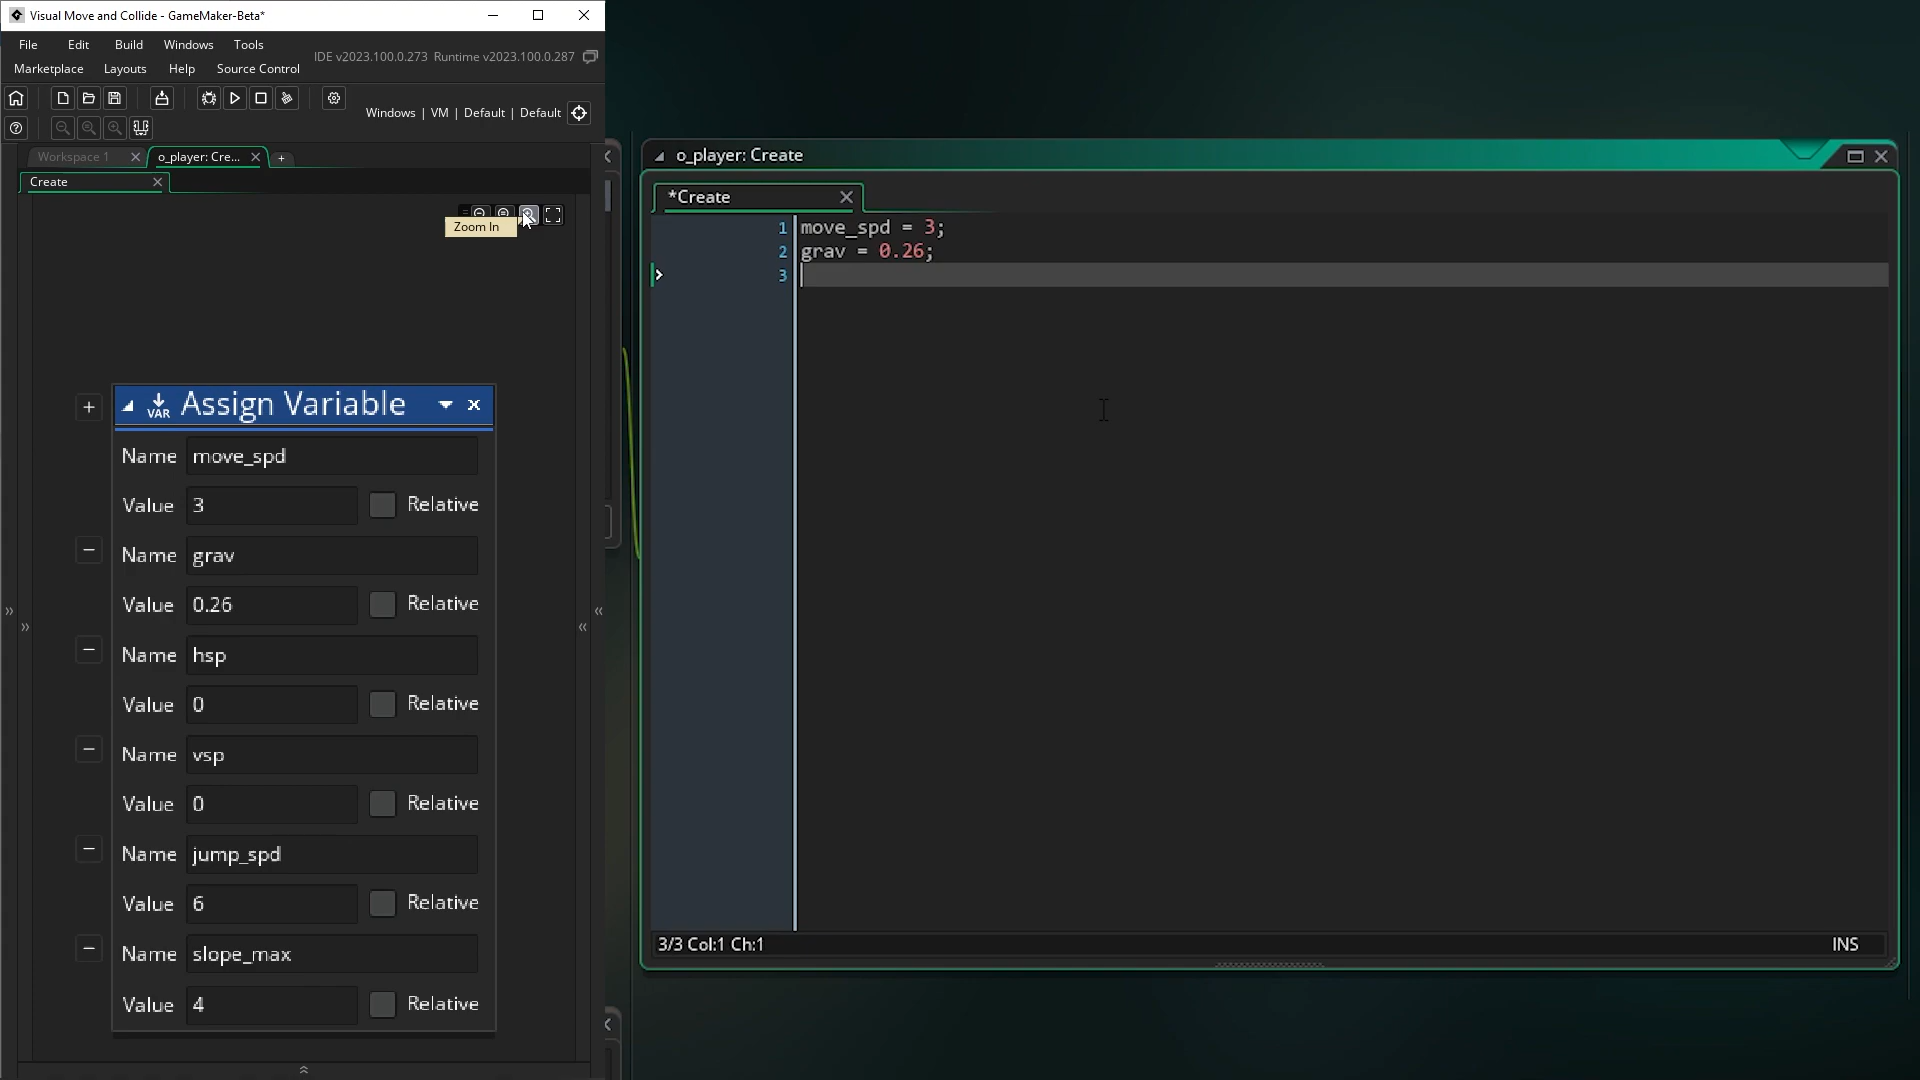 Visual Move and Collide - GameMaker-Beta*
File Edit Build Windows Tools
Marketplace Layouts Help Source Control
IDE v2023.100.0.273 Runtime v2023.100.0.287
Windows | VM | Default | Default
Workspace 1
o_player: Cre...
+
Create
Zoom In
VAR Assign Variable
Name move_spd
Value 3 Relative
Name grav
Value 0.26 Relative
Name hsp
Value 0 Relative
Name vsp
Value 0 Relative
Name jump_spd
Value 6 Relative
Name slope_max
Value 4 Relative
o_player: Create
*Create
1 move_spd = 3;
2 grav = 0.26;
3
3/3 Col:1 Ch:1
INS